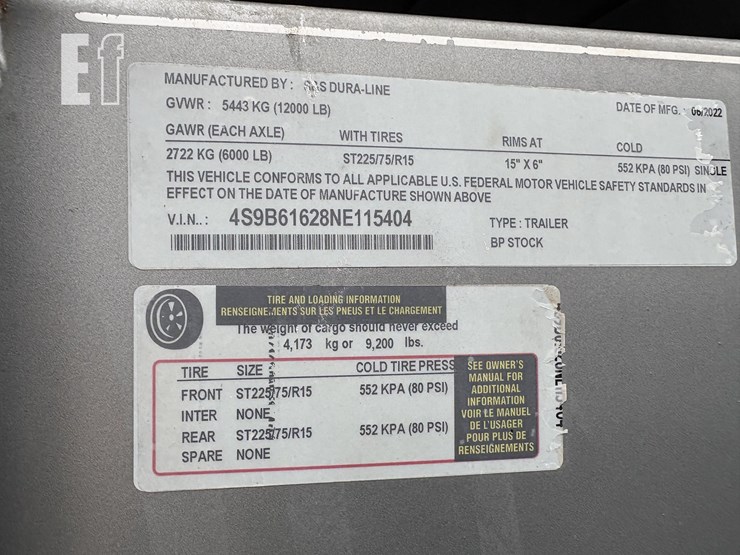 Ef
MANUFACTURED BY: SAS DURA-LINE
GVWR: 5443 KG (12000 LB)
DATE OF MFG. 06/2022
GAWR (EACH AXLE) WITH TIRES RIMS AT COLD
2722 KG (6000 LB) ST225/75/R15 15" X 6" 552 KPA (80 PSI) SINGLE
THIS VEHICLE CONFORMS TO ALL APPLICABLE U.S. FEDERAL MOTOR VEHICLE SAFETY STANDARDS IN
EFFECT ON THE DATE OF MANUFACTURE SHOWN ABOVE
V.I.N.: 4S9B61628NE115404
TYPE: TRAILER
BP STOCK
TIRE AND LOADING INFORMATION
RENSEIGNEMENTS SUR LES PNEUS ET LE CHARGEMENT
The weight of cargo should never exceed
4,173 kg or 9,200 lbs.
TIRE SIZE COLD TIRE PRESS
FRONT ST225/75/R15 552 KPA (80 PSI)
INTER NONE
REAR ST225/75/R15 552 KPA (80 PSI)
SPARE NONE
SEE OWNER'S
MANUAL FOR
ADDITIONAL
INFORMATION
VOIR LE MANUEL
DE L'USAGER
POUR PLUS DE
RENSEIGNEMENTS